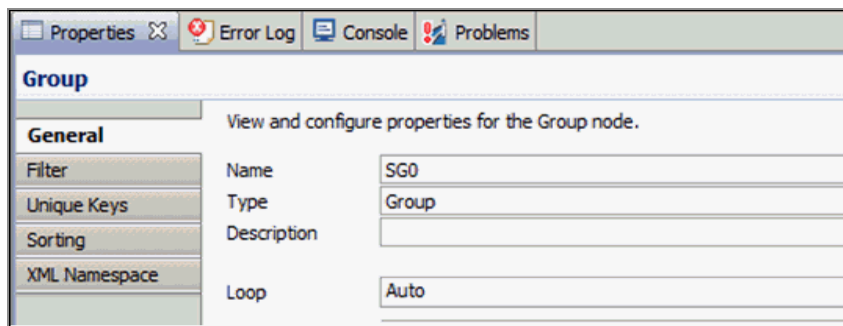 Properties Error Log Console Problems
Group
General
Filter
Unique Keys
Sorting
XML Namespace
View and configure properties for the Group node.
Name SG0
Type Group
Description
Loop Auto